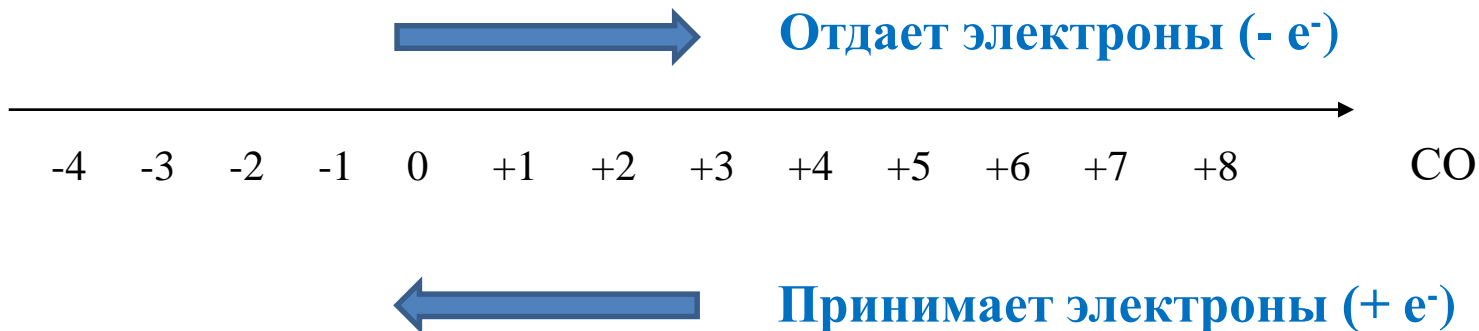 Отдает электроны (- e-)
-4 -3 -2 -1 0 +1 +2 +3 +4 +5 +6 +7 +8 СО
Принимает электроны (+ e-)